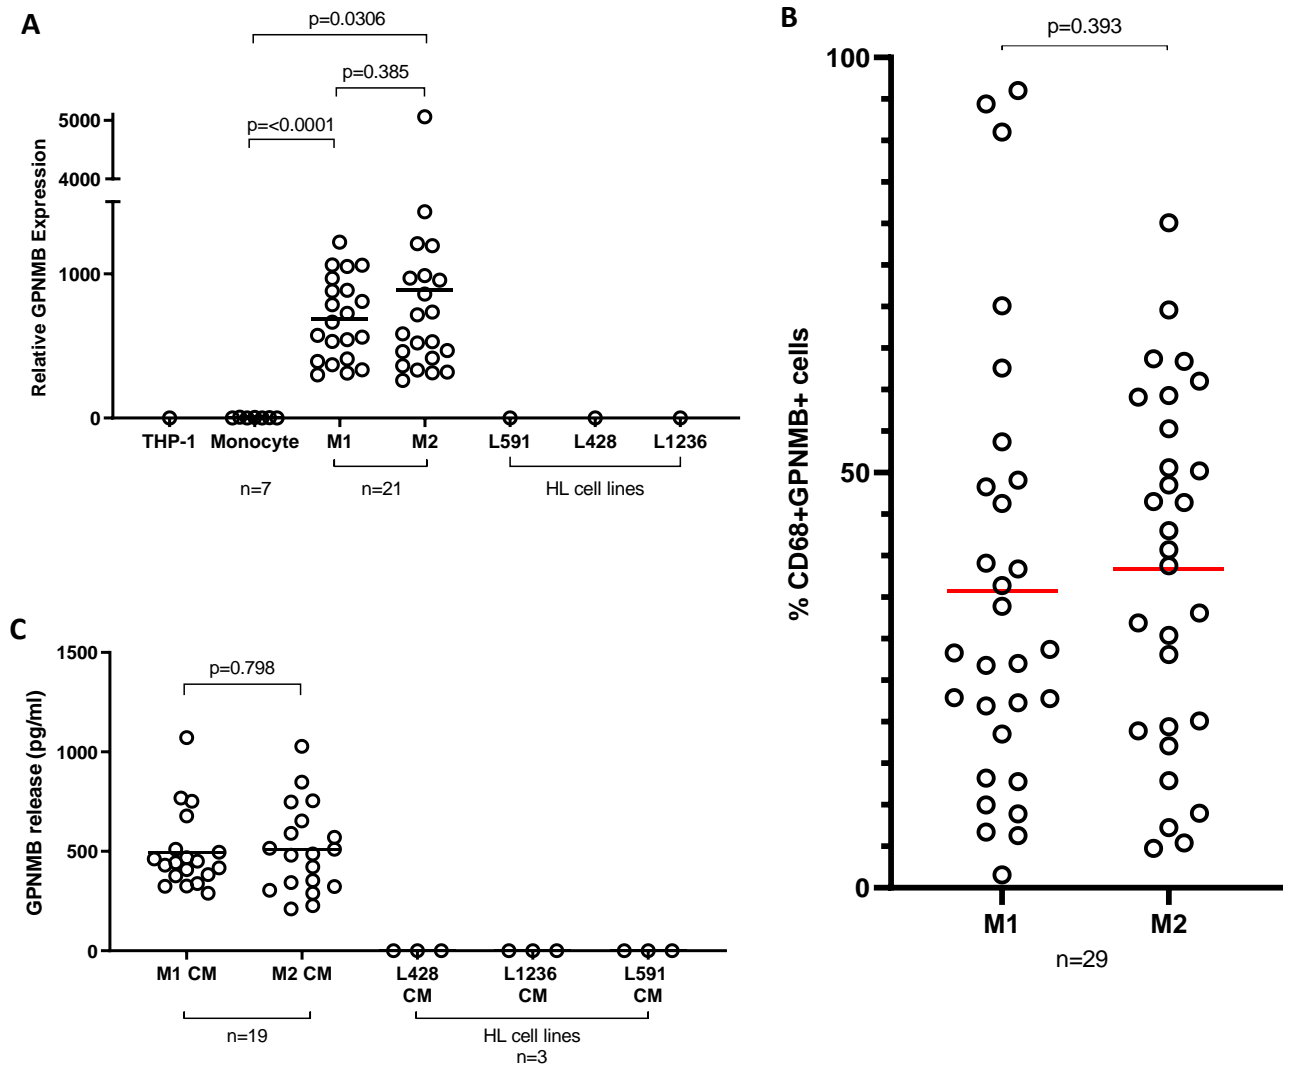 A
p=0.0306
p=0.385
p=<0.0001
Relative GPNMB Expression
5000
4000
1000
0
THP-1 Monocyte M1 M2 L591 L428 L1236
n=7 n=21 HL cell lines
B
p=0.393
% CD68+GPNMB+ cells
100
50
0
M1 M2
n=29
C
p=0.798
GPNMB release (pg/ml)
1500
1000
500
0
M1 CM M2 CM L428 L1236 L591
CM CM CM
n=19 HL cell lines
n=3